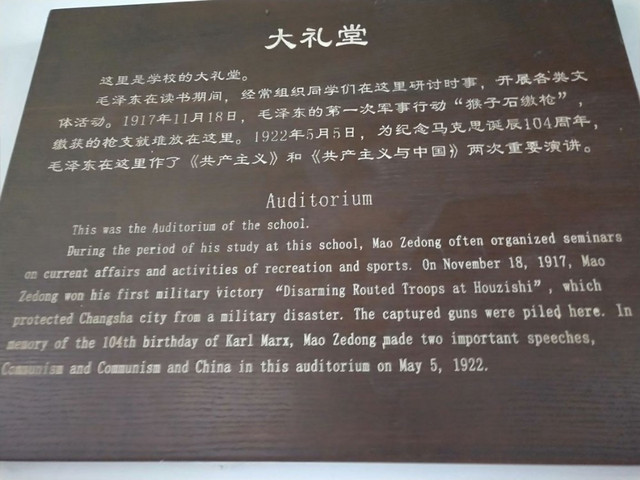 大礼堂
这里是学校的大礼堂。
毛泽东在读书期间，经常组织同学们在这里研讨时事，开展各类文
体活动。1917年11月18日，毛泽东的第一次军事行动“猴子石缴枪”，
缴获的枪支就堆放在这里。1922年5月5日，为纪念马克思诞辰104周年，
毛泽东在这里作了《共产主义》和《共产主义与中国》两次重要演讲。
Auditorium
This was the Auditorium of the school.
During the period of his study at this school, Mao Zedong often organized seminars
on current affairs and activities of recreation and sports. On November 18, 1917, Mao
Zedong won his first military victory “Disarming Routed Troops at Houzishi”, which
protected Changsha city from a military disaster. The captured guns were piled here. In
memory of the 104th birthday of Karl Marx, Mao Zedong made two important speeches,
Communism and Communism and China in this auditorium on May 5, 1922.